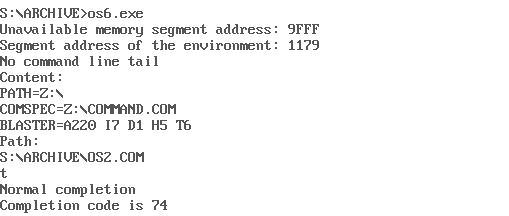 S:\ARCHIVE>os6.exe
Unavailable memory segment address: 9FFF
Segment address of the environment: 1179
No command line tail
Content:
PATH=Z:\
COMSPEC=Z:\COMMAND.COM
BLASTER=A220 I7 D1 H5 T6
Path:
S:\ARCHIVE\OS2.COM
t
Normal completion
Completion code is 74